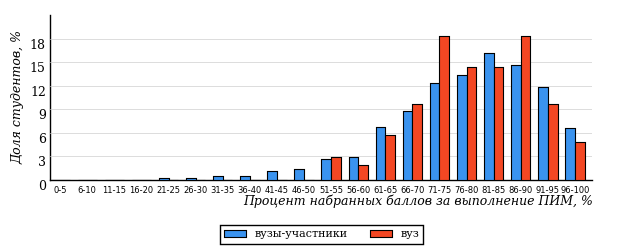 Доля студентов, %
18
15
12
9
6
3
0
0-5 6-10 11-15 16-20 21-25 26-30 31-35 36-40 41-45 46-50 51-55 56-60 61-65 66-70 71-75 76-80 81-85 86-90 91-95 96-100
Процент набранных баллов за выполнение ПИМ, %
вузы-участники вуз